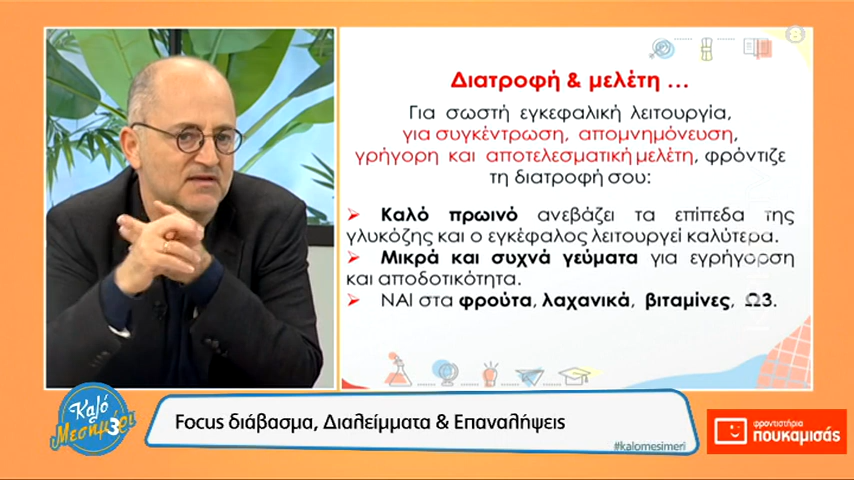 Διατροφή & μελέτη ...
Για σωστή εγκεφαλική λειτουργία,
για συγκέντρωση, απομνημόνευση,
γρήγορη και αποτελεσματική μελέτη, φρόντιζε
τη διατροφή σου:
➤ Καλό πρωινό ανεβάζει τα επίπεδα της
γλυκόζης και ο εγκέφαλος λειτουργεί καλύτερα.
➤ Μικρά και συχνά γεύματα για εγρήγορση
και αποδοτικότητα.
➤ ΝΑΙ στα φρούτα, λαχανικά, βιταμίνες, Ω3.
Καλό
Μεσημ3ρι
Focus διάβασμα, Διαλείμματα & Επαναλήψεις
#kalomesimeri
φροντιστήρια
πουκαμισάς